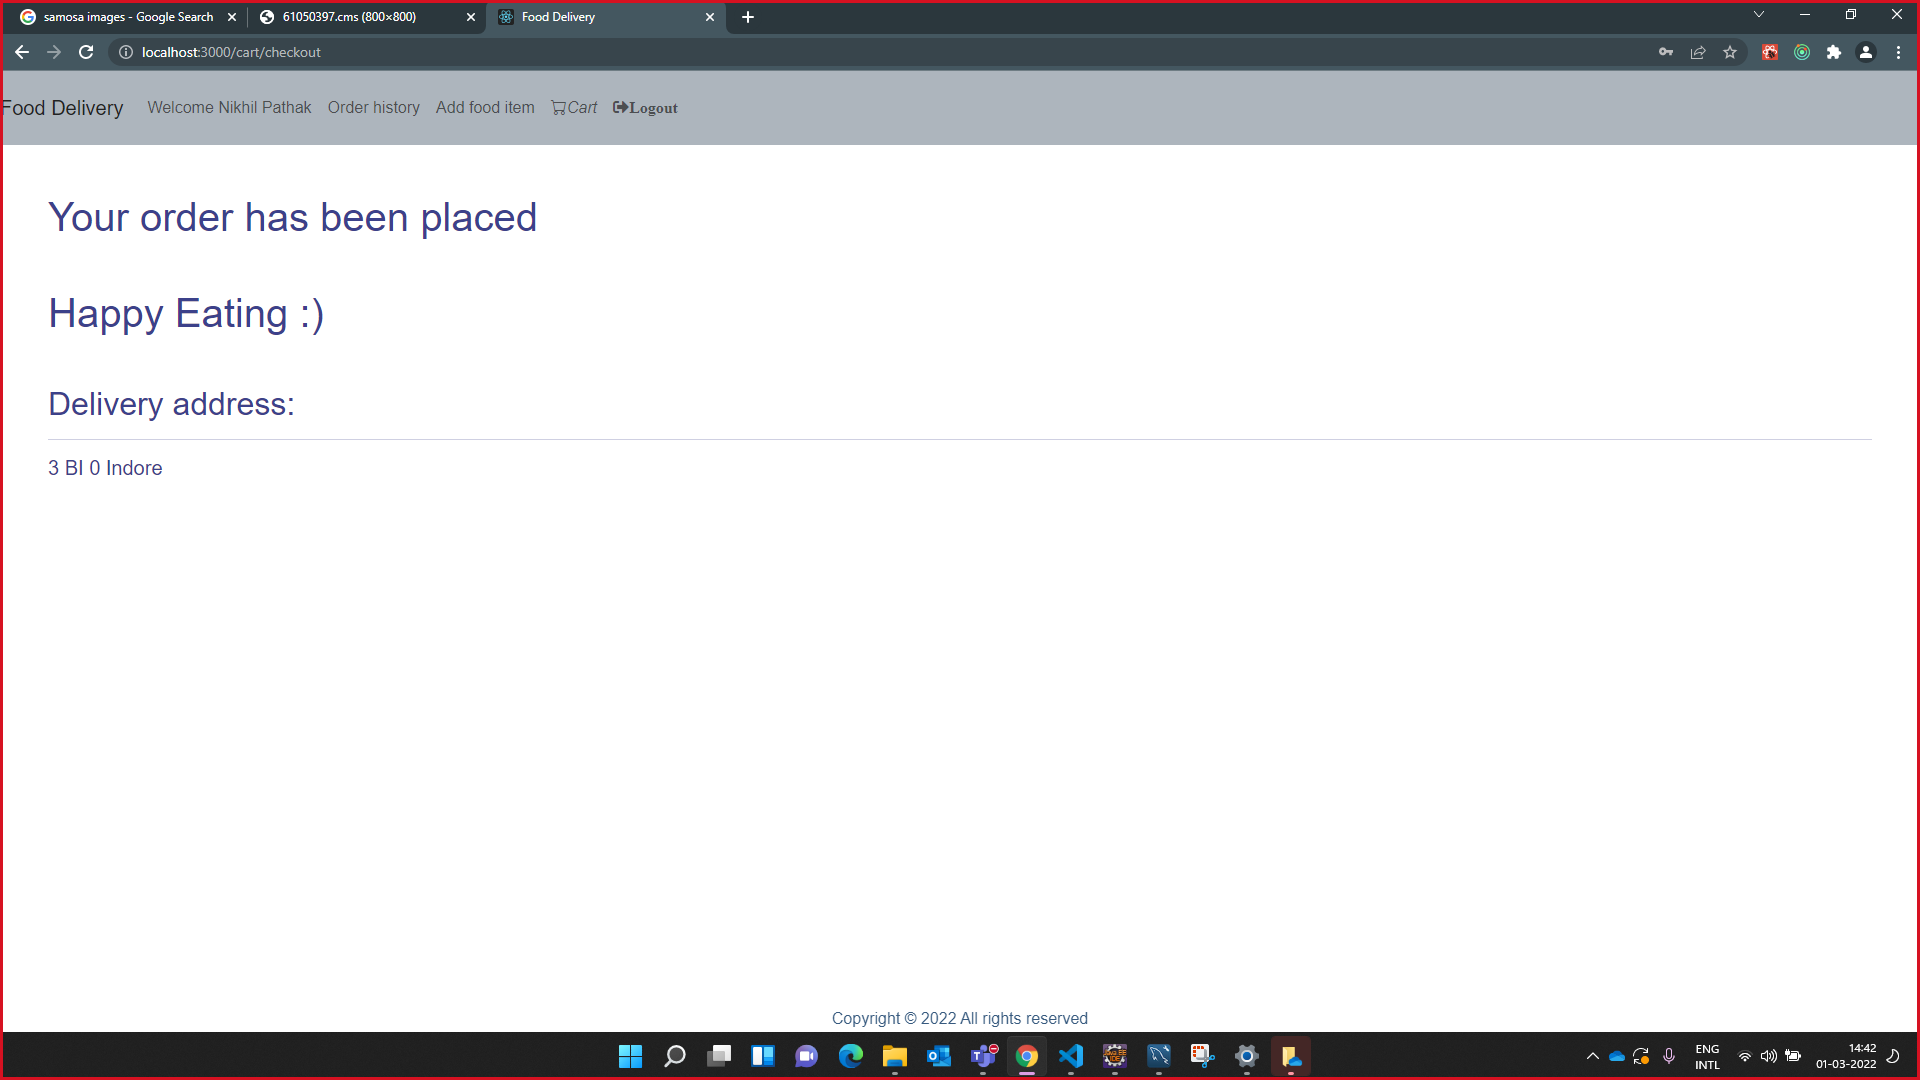 samosa images - Google Search
61050397.cms (800×800)
Food Delivery
localhost:3000/cart/checkout
Food Delivery
Welcome Nikhil Pathak
Order history
Add food item
Cart
Logout
Your order has been placed
Happy Eating :)
Delivery address:
3 BI 0 Indore
Copyright © 2022 All rights reserved
ENG
INTL
14:42
01-03-2022